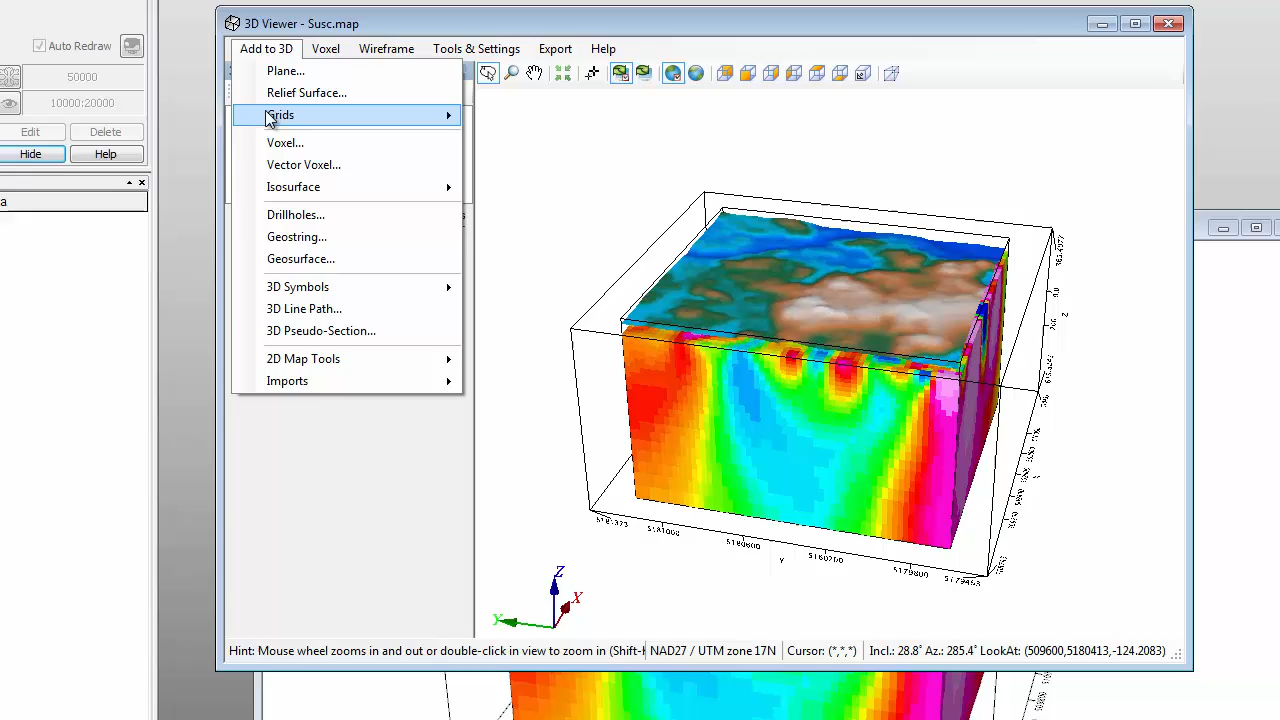 3D Viewer - Susc.map
Add to 3D Voxel Wireframe Tools & Settings Export Help
Auto Redraw
50000
10000:20000
Edit Delete
Hide Help
a
Plane...
Relief Surface...
Grids
Voxel...
Vector Voxel...
Isosurface
Drillholes...
Geostring...
Geosurface...
3D Symbols
3D Line Path...
3D Pseudo-Section...
2D Map Tools
Imports
Z
5180600
5179800
Y
Z
X
Y
Hint: Mouse wheel zooms in and out or double-click in view to zoom in (Shift- NAD27 / UTM zone 17N Cursor: (*,*,*) Incl.: 28.8° Az.: 285.4° LookAt: (509600,5180413,-124.2083)